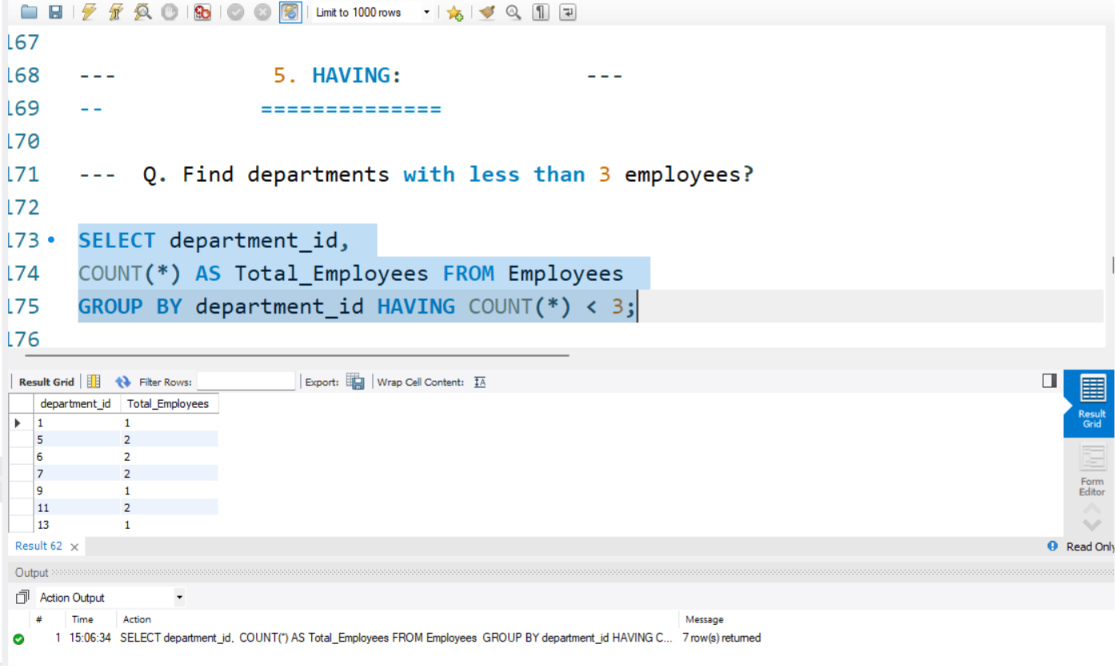 Limit to 1000 rows
167
168 --- 5. HAVING: ---
169 -- ==============
170
171 --- Q. Find departments with less than 3 employees?
172
173 SELECT department_id,
174 COUNT(*) AS Total_Employees FROM Employees
175 GROUP BY department_id HAVING COUNT(*) < 3;
176
Result Grid Filter Rows: Export: Wrap Cell Content: IA
department_id Total_Employees
1 1
5 2
6 2
7 2
9 1
11 2
13 1
Result Grid
Form Editor
Result 62 × Read Only
Output
Action Output
# Time Action Message
1 15:06:34 SELECT department_id, COUNT(*) AS Total_Employees FROM Employees GROUP BY department_id HAVING C... 7 row(s) returned